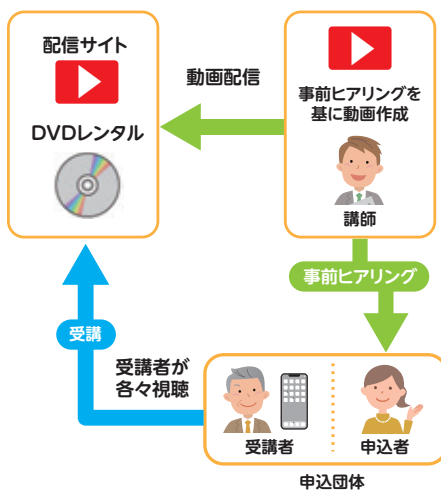 配信サイト
DVDレンタル
動画配信
事前ヒアリングを
基に動画作成
講師
事前ヒアリング
受講
受講者が
各々視聴
受講者
申込者
申込団体